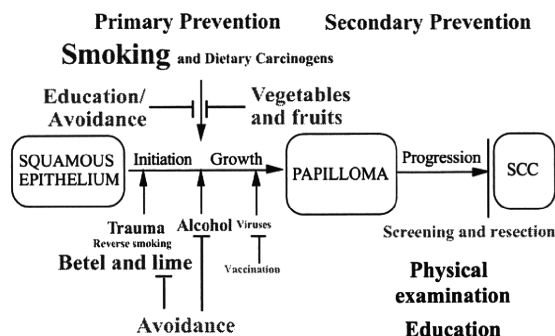 Primary Prevention
Secondary Prevention
Smoking and Dietary Carcinogens
Education/
Avoidance
Vegetables
and fruits
SQUAMOUS
EPITHELIUM
Initiation
Growth
PAPILLOMA
Progression
SCC
Trauma
Reverse smoking
Betel and lime
Alcohol
Viruses
Vaccination
Avoidance
Screening and resection
Physical
examination
Education